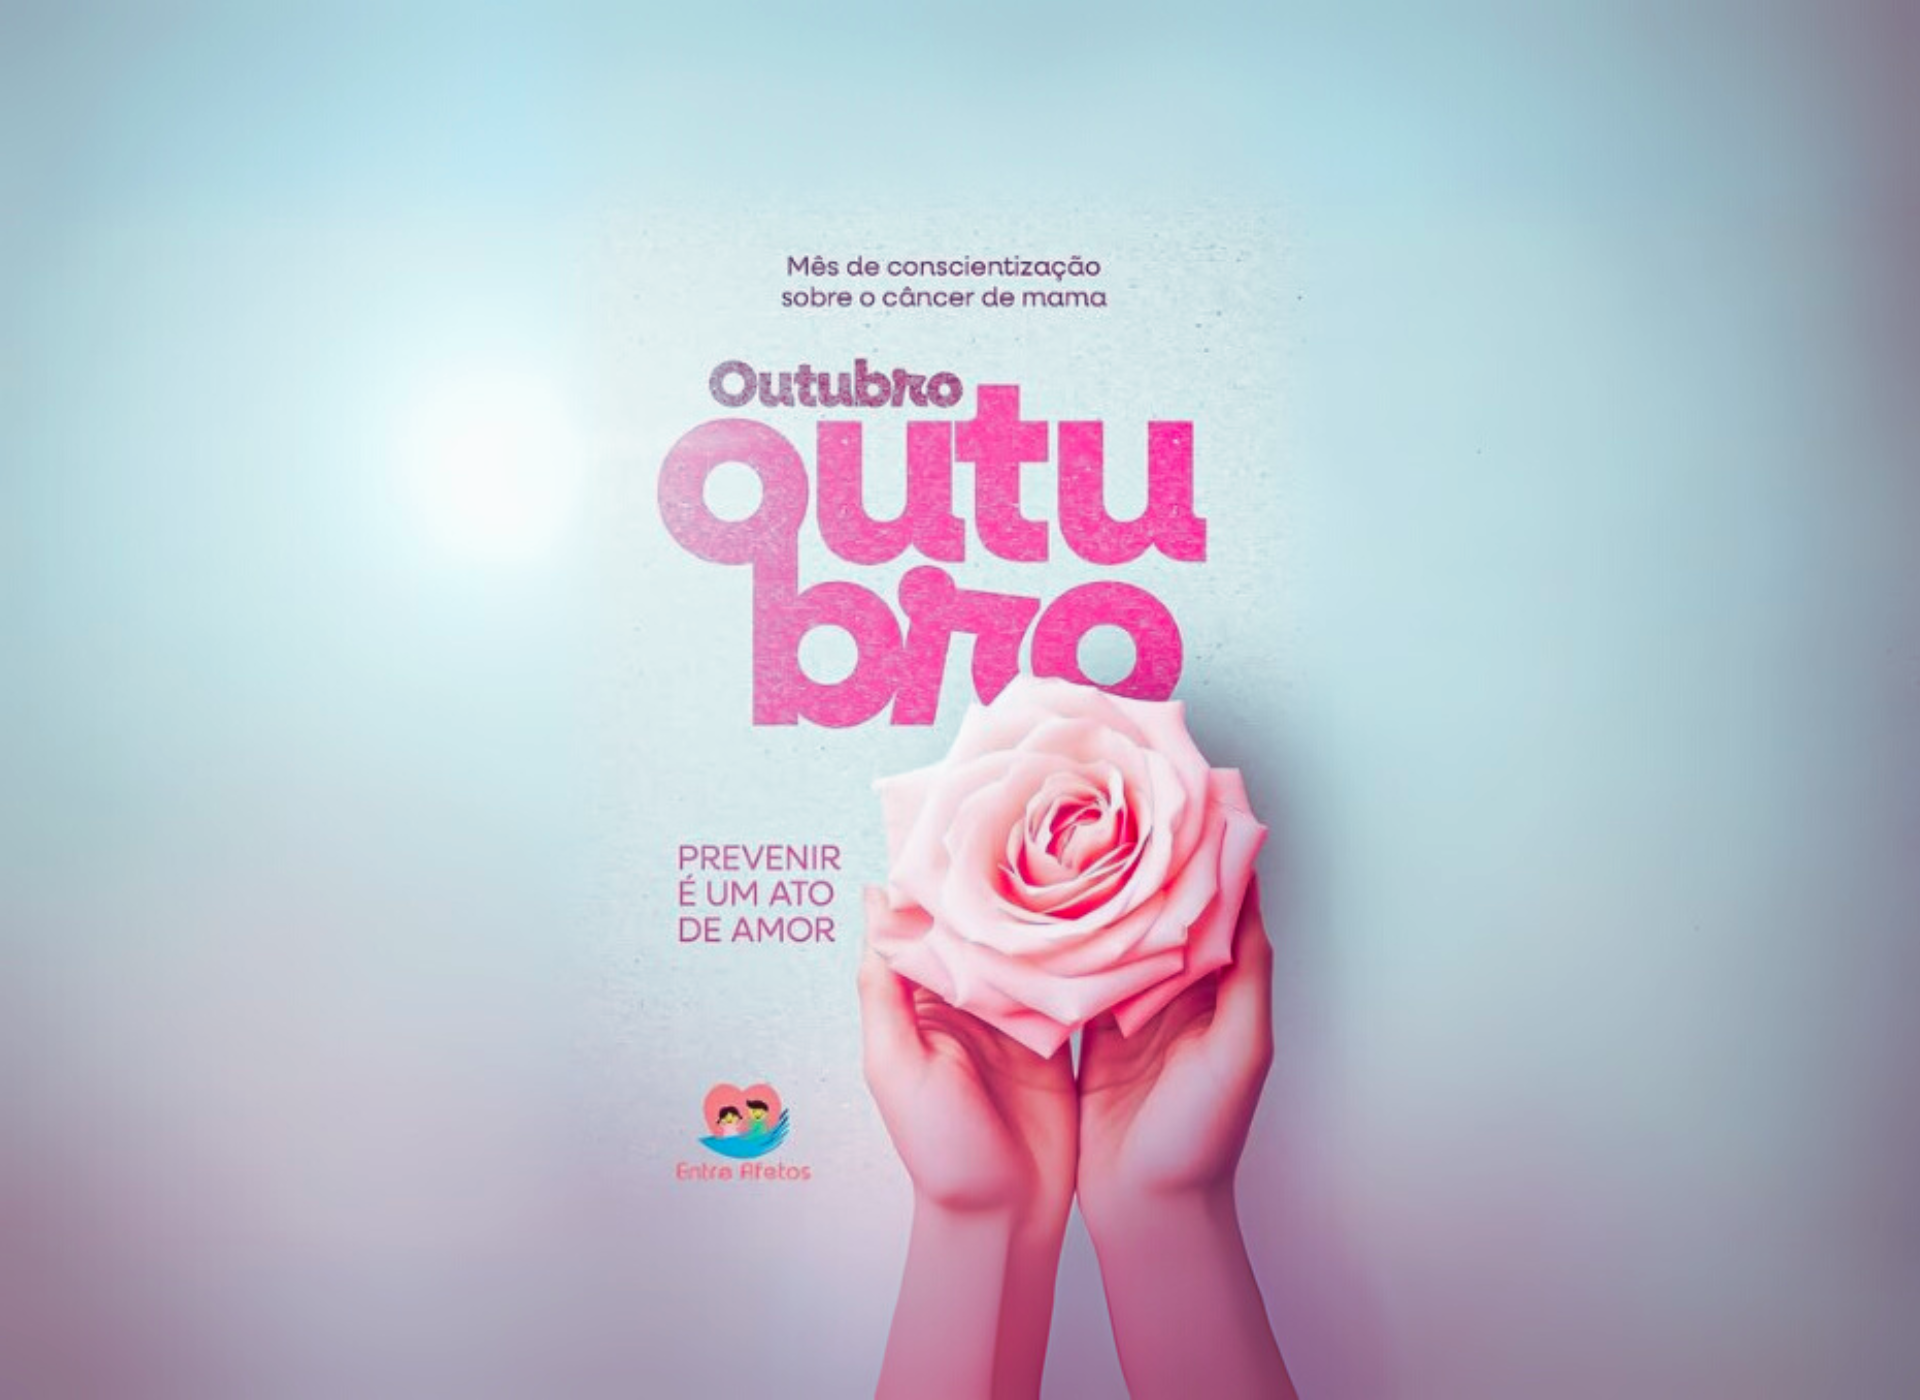 Mês de conscientização
sobre o câncer de mama
Outubro
outu
bro
PREVENIR
É UM ATO
DE AMOR
Entre Afetos